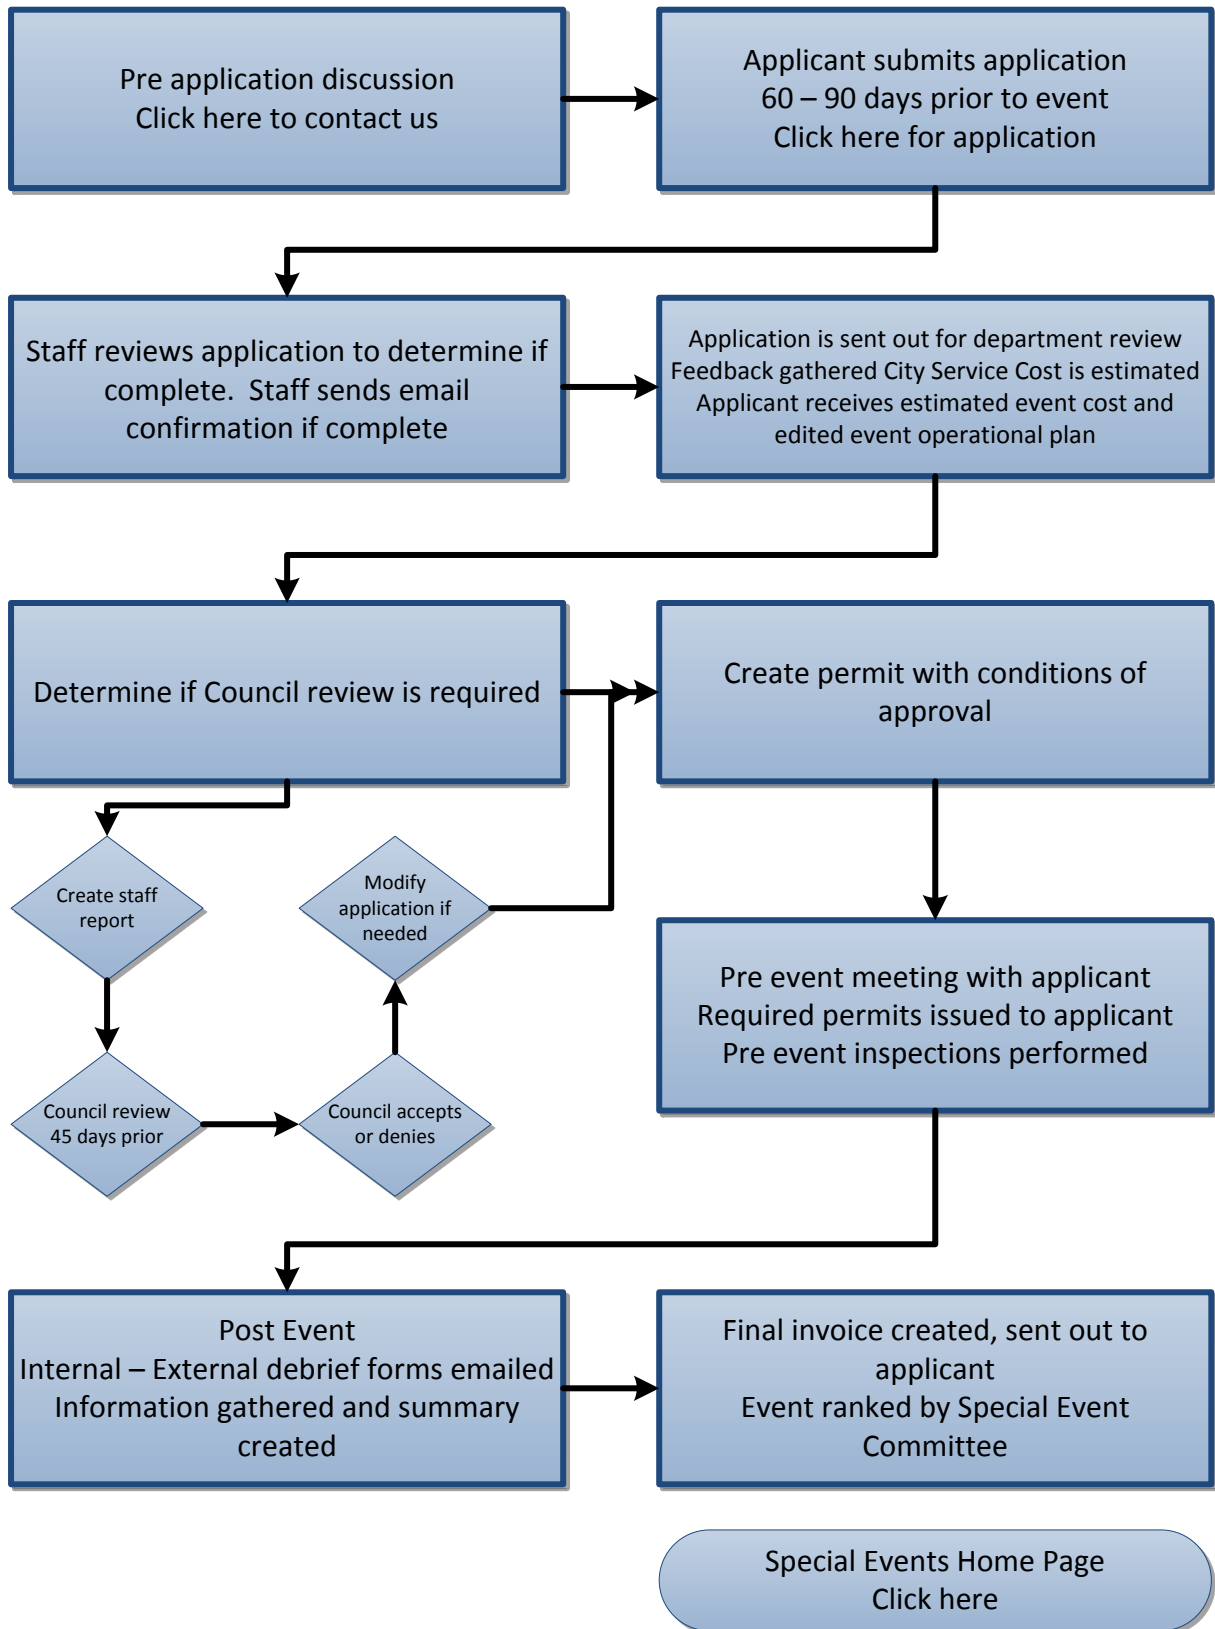 Pre application discussion
Click here to contact us
Applicant submits application
60 – 90 days prior to event
Click here for application
Staff reviews application to determine if
complete.  Staff sends email
confirmation if complete
Application is sent out for department review
Feedback gathered City Service Cost is estimated
Applicant receives estimated event cost and
edited event operational plan
Determine if Council review is required
Create permit with conditions of
approval
Create staff
report
Modify
application if
needed
Council review
45 days prior
Council accepts
or denies
Pre event meeting with applicant
Required permits issued to applicant
Pre event inspections performed
Post Event
Internal – External debrief forms emailed
Information gathered and summary
created
Final invoice created, sent out to
applicant
Event ranked by Special Event
Committee
Special Events Home Page
Click here